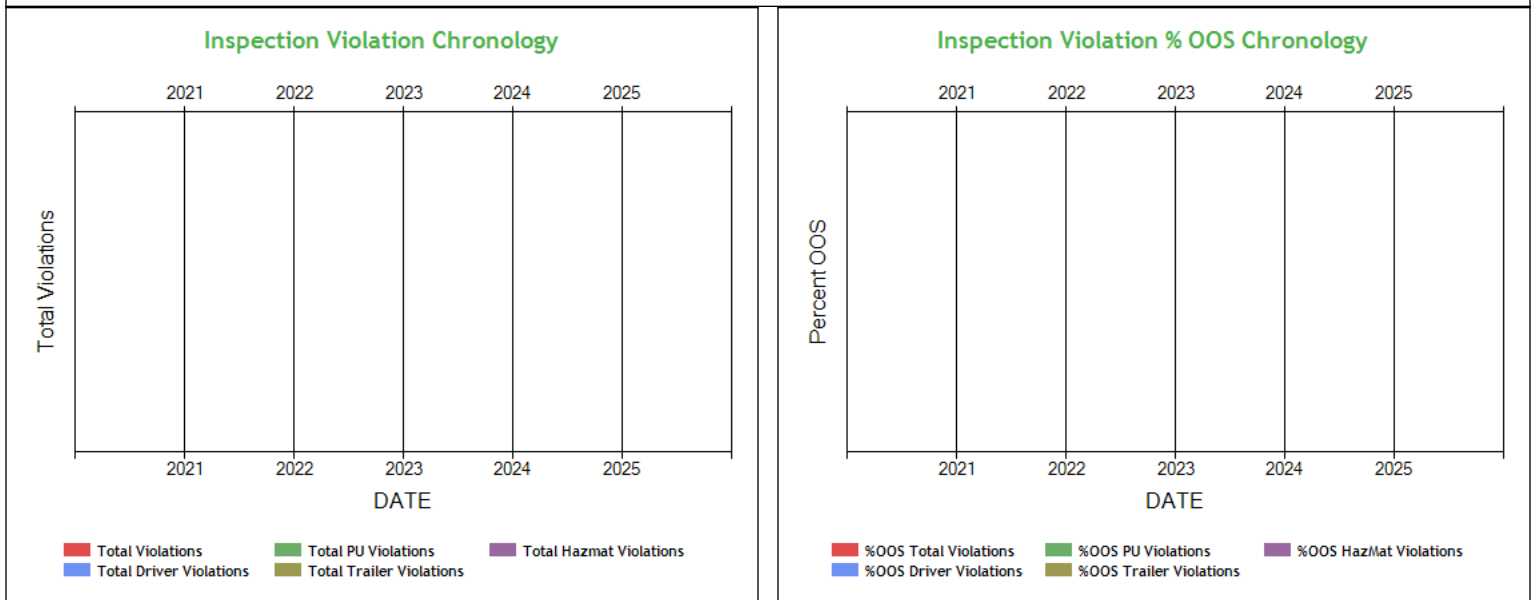 Inspection Violation Chronology
2021 2022 2023 2024 2025
Total Violations
2021 2022 2023 2024 2025
DATE
Total Violations Total PU Violations Total Hazmat Violations
Total Driver Violations Total Trailer Violations
Inspection Violation % OOS Chronology
2021 2022 2023 2024 2025
Percent OOS
2021 2022 2023 2024 2025
DATE
%OOS Total Violations %OOS PU Violations %OOS HazMat Violations
%OOS Driver Violations %OOS Trailer Violations